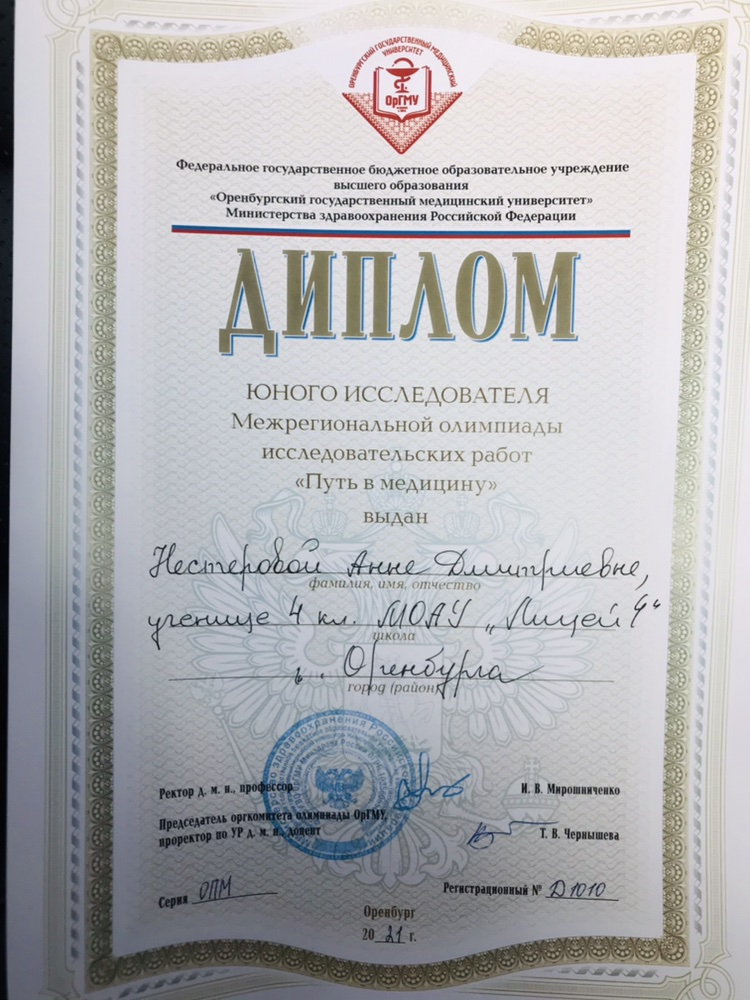 ОРЕНБУРГСКИЙ ГОСУДАРСТВЕННЫЙ МЕДИЦИНСКИЙ
УНИВЕРСИТЕТ
ОрГМУ
Федеральное государственное бюджетное образовательное учреждение
высшего образования
«Оренбургский государственный медицинский университет»
Министерства здравоохранения Российской Федерации
ДИПЛОМ
ЮНОГО ИССЛЕДОВАТЕЛЯ
Межрегиональной олимпиады
исследовательских работ
«Путь в медицину»
выдан
Нестеровой Анне Дмитриевне,
фамилия, имя, отчество
ученице 4 кл. МОАУ „Лицей
школа
г. Оренбурга
город (район)
Ректор д. м. н., профессор
И. В. Мирошниченко
Председатель оргкомитета олимпиады ОрГМУ,
проректор по УР д. м. н., доцент
Т. В. Чернышева
Серия ОПМ
Регистрационный № Д1010
Оренбург
2021 г.